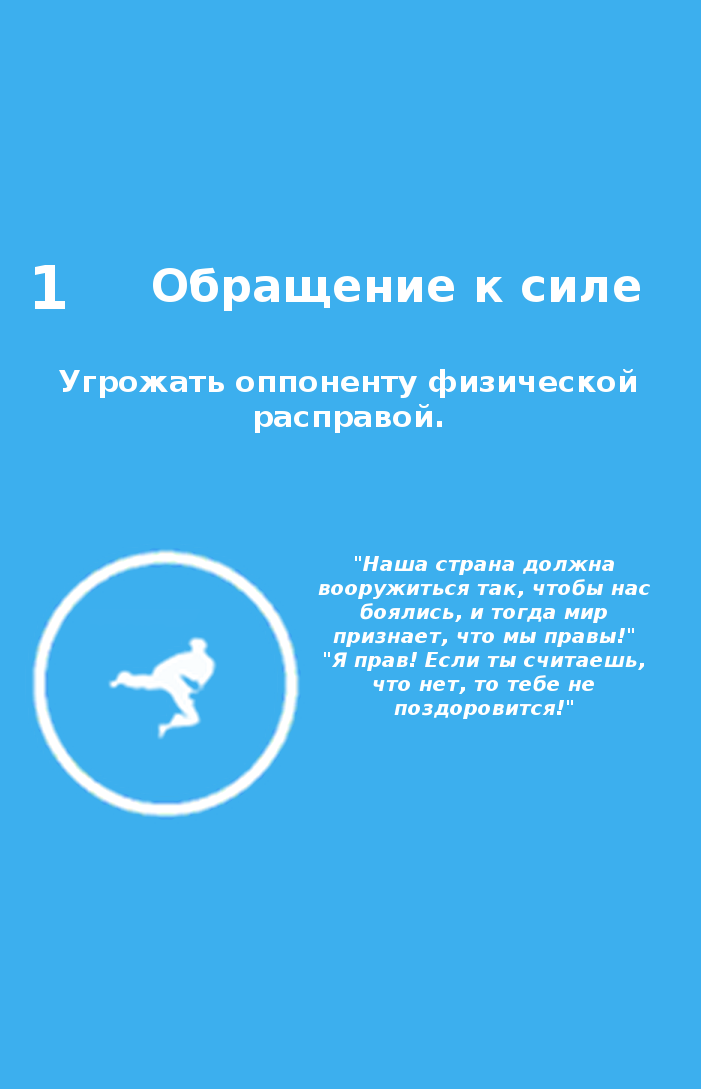 1 Обращение к силе
Угрожать оппоненту физической
расправой.
"Наша страна должна
вооружиться так, чтобы нас
боялись, и тогда мир
признает, что мы правы!"
"Я прав! Если ты считаешь,
что нет, то тебе не
поздоровится!"